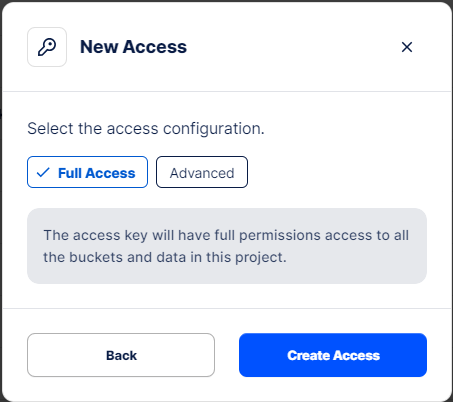 New Access
Select the access configuration.
Full Access
Advanced
The access key will have full permissions access to all
the buckets and data in this project.
Back
Create Access